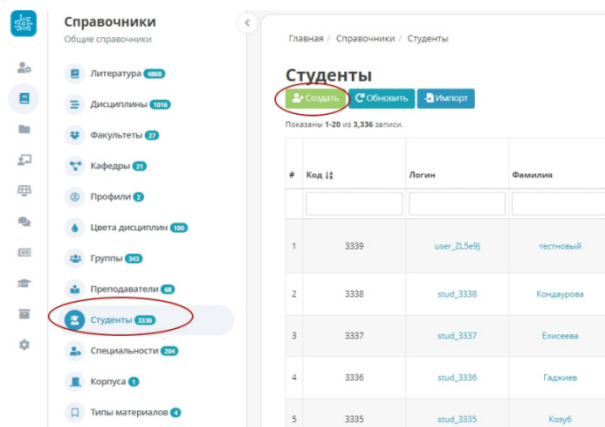 Справочники
Общие справочники
Литература 4868
Дисциплины 1016
Факультеты 27
Кафедры 21
Профили 2
Цвета дисциплин 100
Группы 343
Преподаватели 68
Студенты 3336
Специальности 204
Корпуса 1
Типы материалов 4
Главная / Справочники / Студенты
Студенты
Создать Обновить Импорт
Показаны 1-20 из 3,336 записи.
# Код Логин Фамилия
1 3339 user_ZL5e9J тестновый
2 3338 stud_3338 Кондаурова
3 3337 stud_3337 Елисеева
4 3336 stud_3336 Гаджиев
5 3335 stud_3335 Козуб